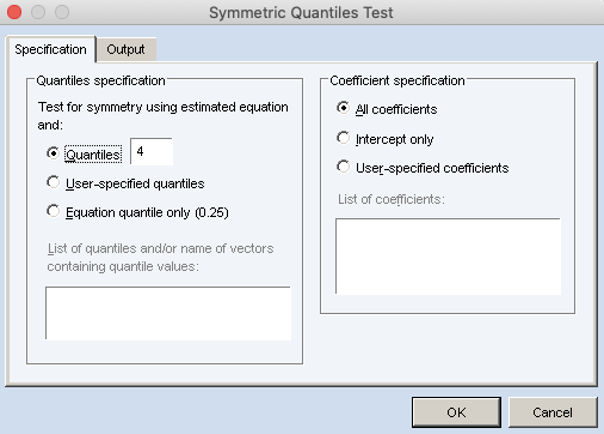 Symmetric Quantiles Test
Specification
Output
Quantiles specification
Test for symmetry using estimated equation
and:
Quantiles 4
User-specified quantiles
Equation quantile only (0.25)
List of quantiles and/or name of vectors
containing quantile values:
Coefficient specification
All coefficients
Intercept only
User-specified coefficients
List of coefficients:
OK
Cancel